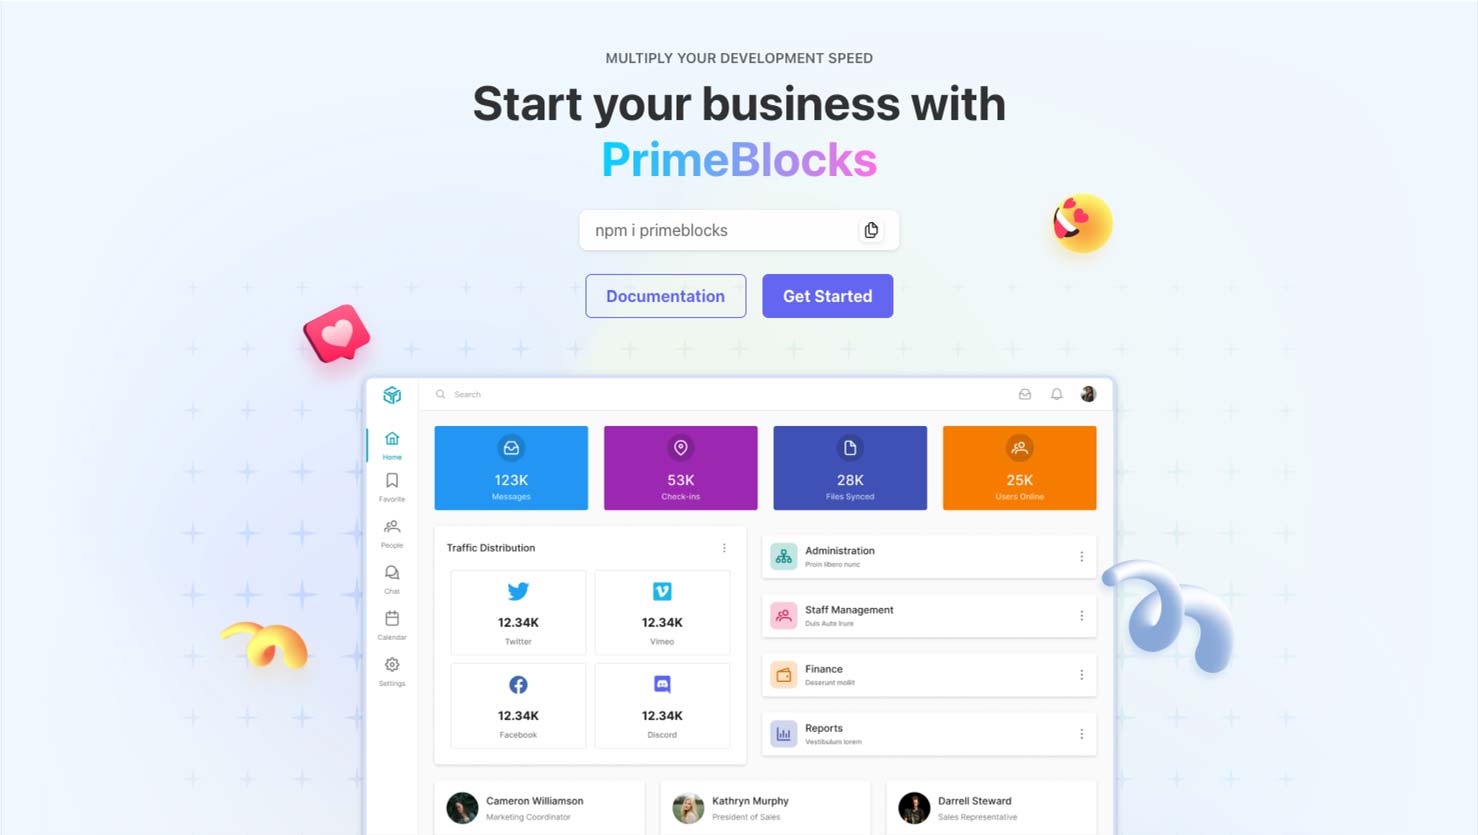 MULTIPLY YOUR DEVELOPMENT SPEED
Start your business with
PrimeBlocks
npm i primeblocks
Documentation
Get Started
Search
Home
Favorite
People
Chat
Calendar
Settings
123K
Messages
53K
Check-ins
28K
Files Synced
25K
Users Online
Traffic Distribution
12.34K
Twitter
12.34K
Vimeo
12.34K
Facebook
12.34K
Discord
Administration
Proin libero nunc
Staff Management
Duis Aute Irure
Finance
Deserunt mollit
Reports
Vestibulum lorem
Cameron Williamson
Marketing Coordinator
Kathryn Murphy
President of Sales
Darrell Steward
Sales Representative